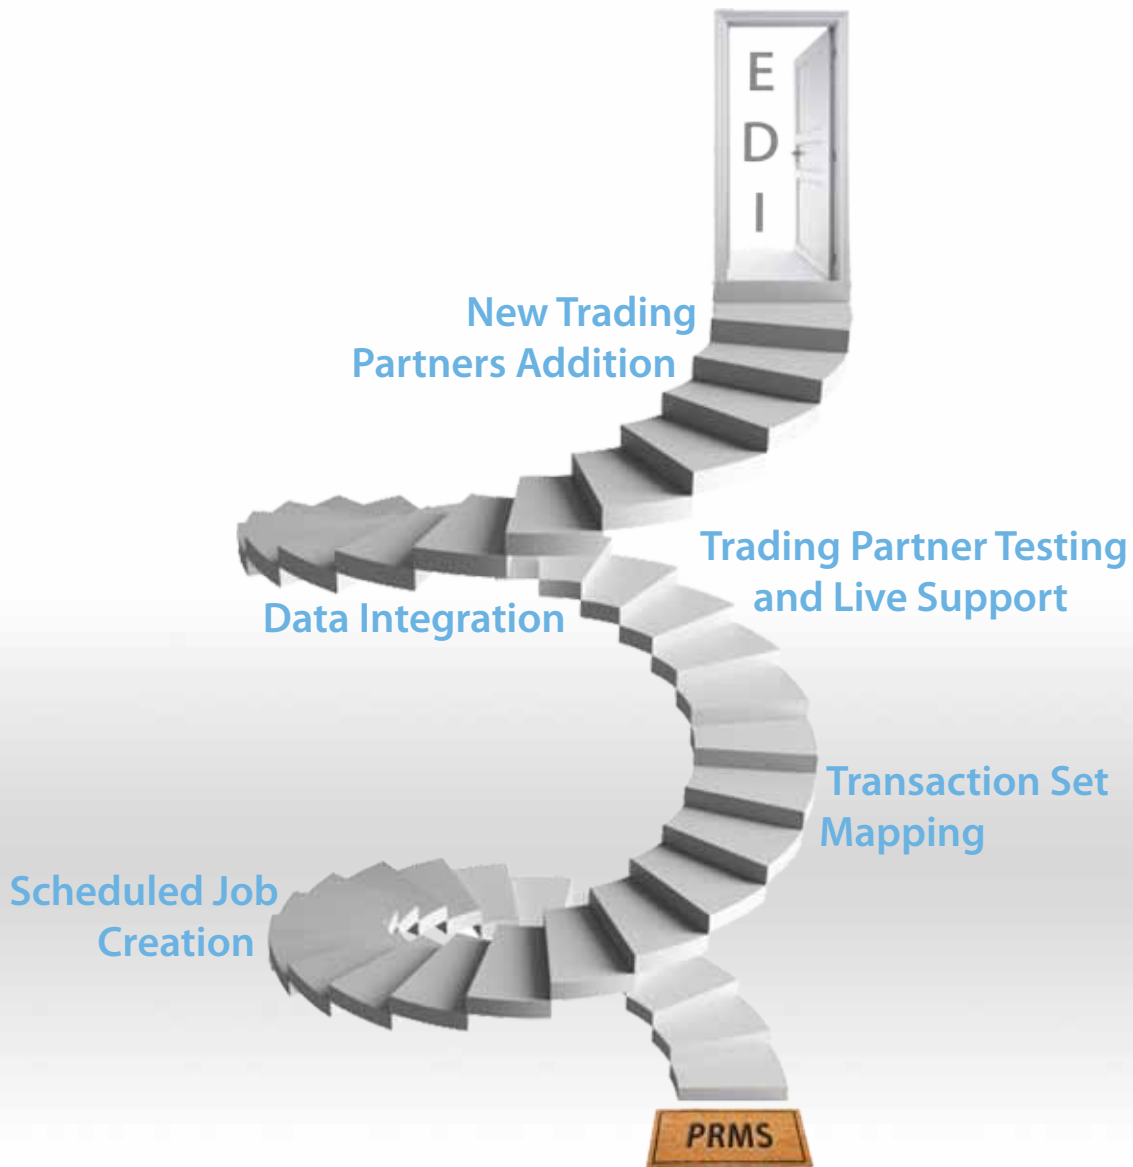 E
D
I
New Trading
Partners Addition
Trading Partner Testing
and Live Support
Data Integration
Transaction Set
Mapping
Scheduled Job
Creation
PRMS